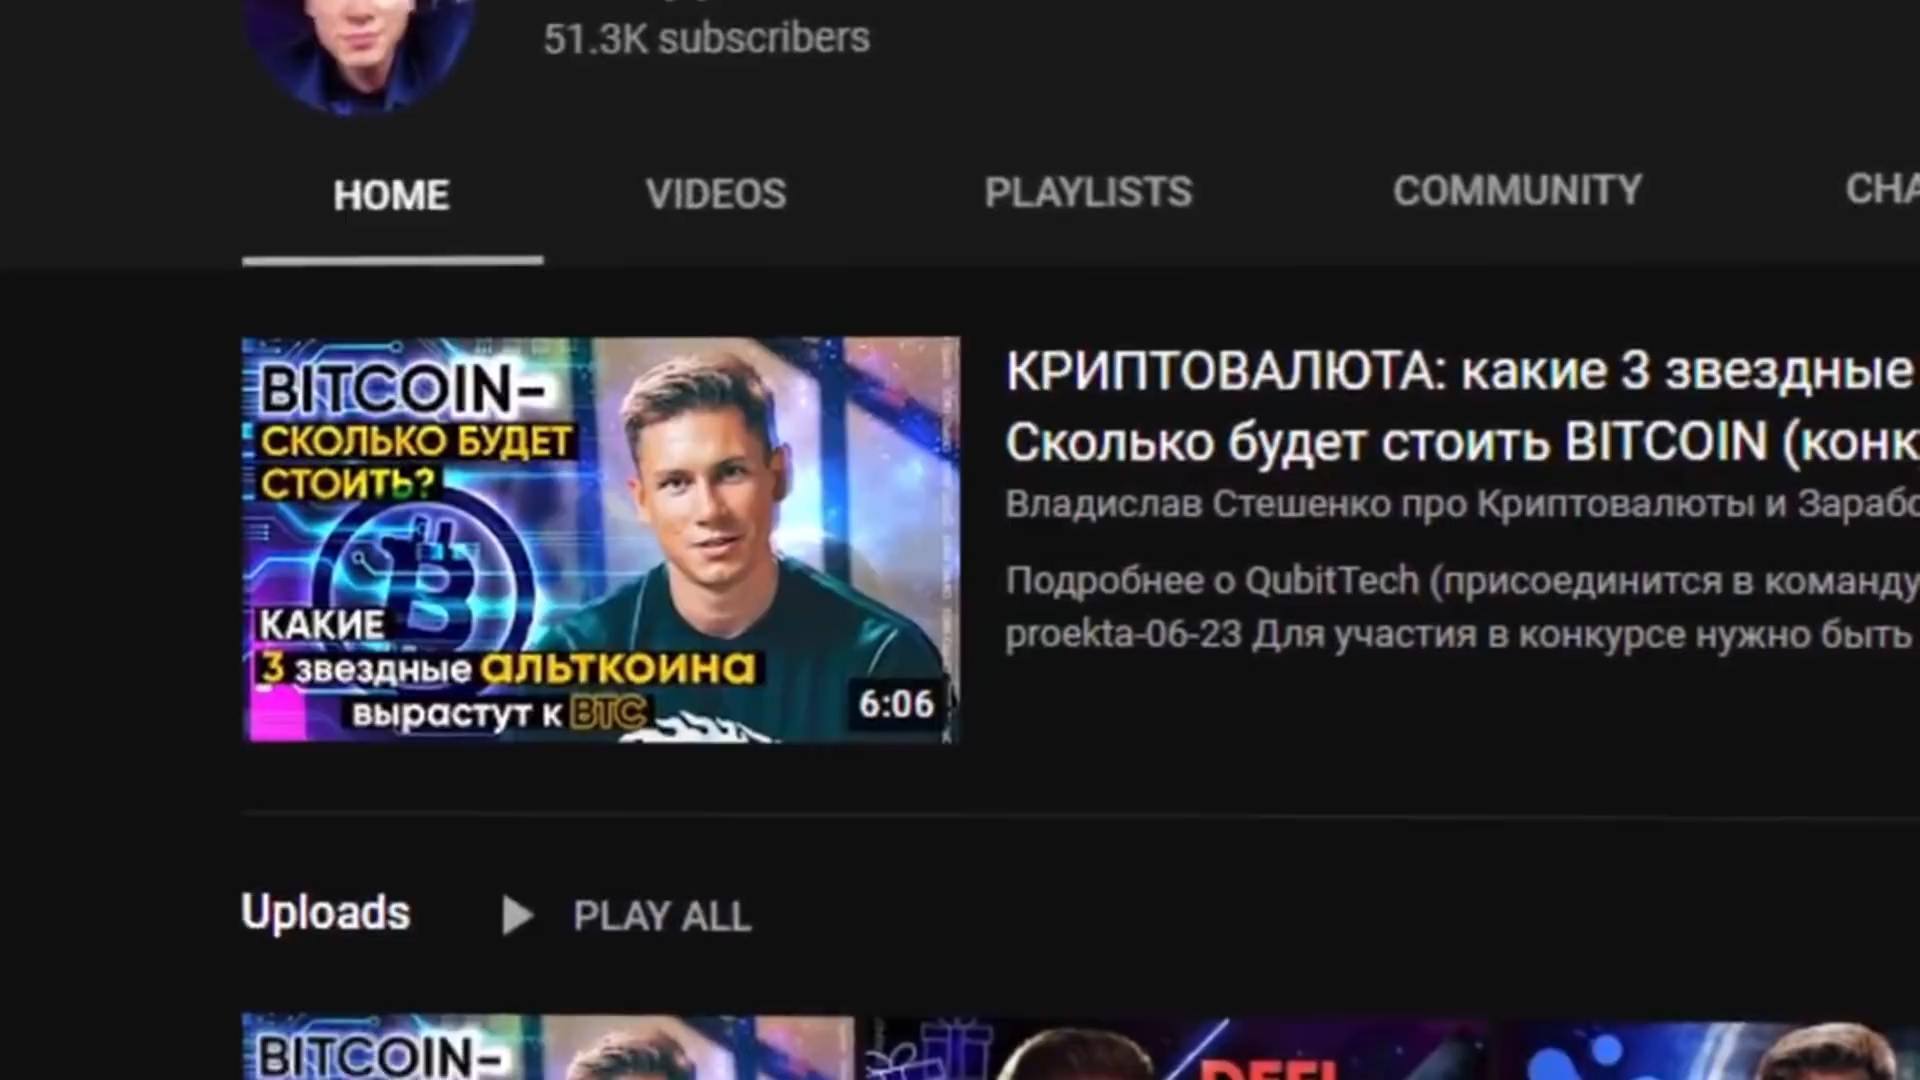 51.3K subscribers
HOME
VIDEOS
PLAYLISTS
COMMUNITY
CHA
BITCOIN-
СКОЛЬКО БУДЕТ
СТОИТЬ?
КАКИЕ
3 звездные альткоина
вырастут к BTC
6:06
КРИПТОВАЛЮТА: какие 3 звездные
Сколько будет стоить BITCOIN (конк
Владислав Стешенко про Криптовалюты и Зарабо
Подробнее о QubitTech (присоединится в команду
proekta-06-23 Для участия в конкурсе нужно быть
Uploads
PLAY ALL
BITCOIN-
DEFI